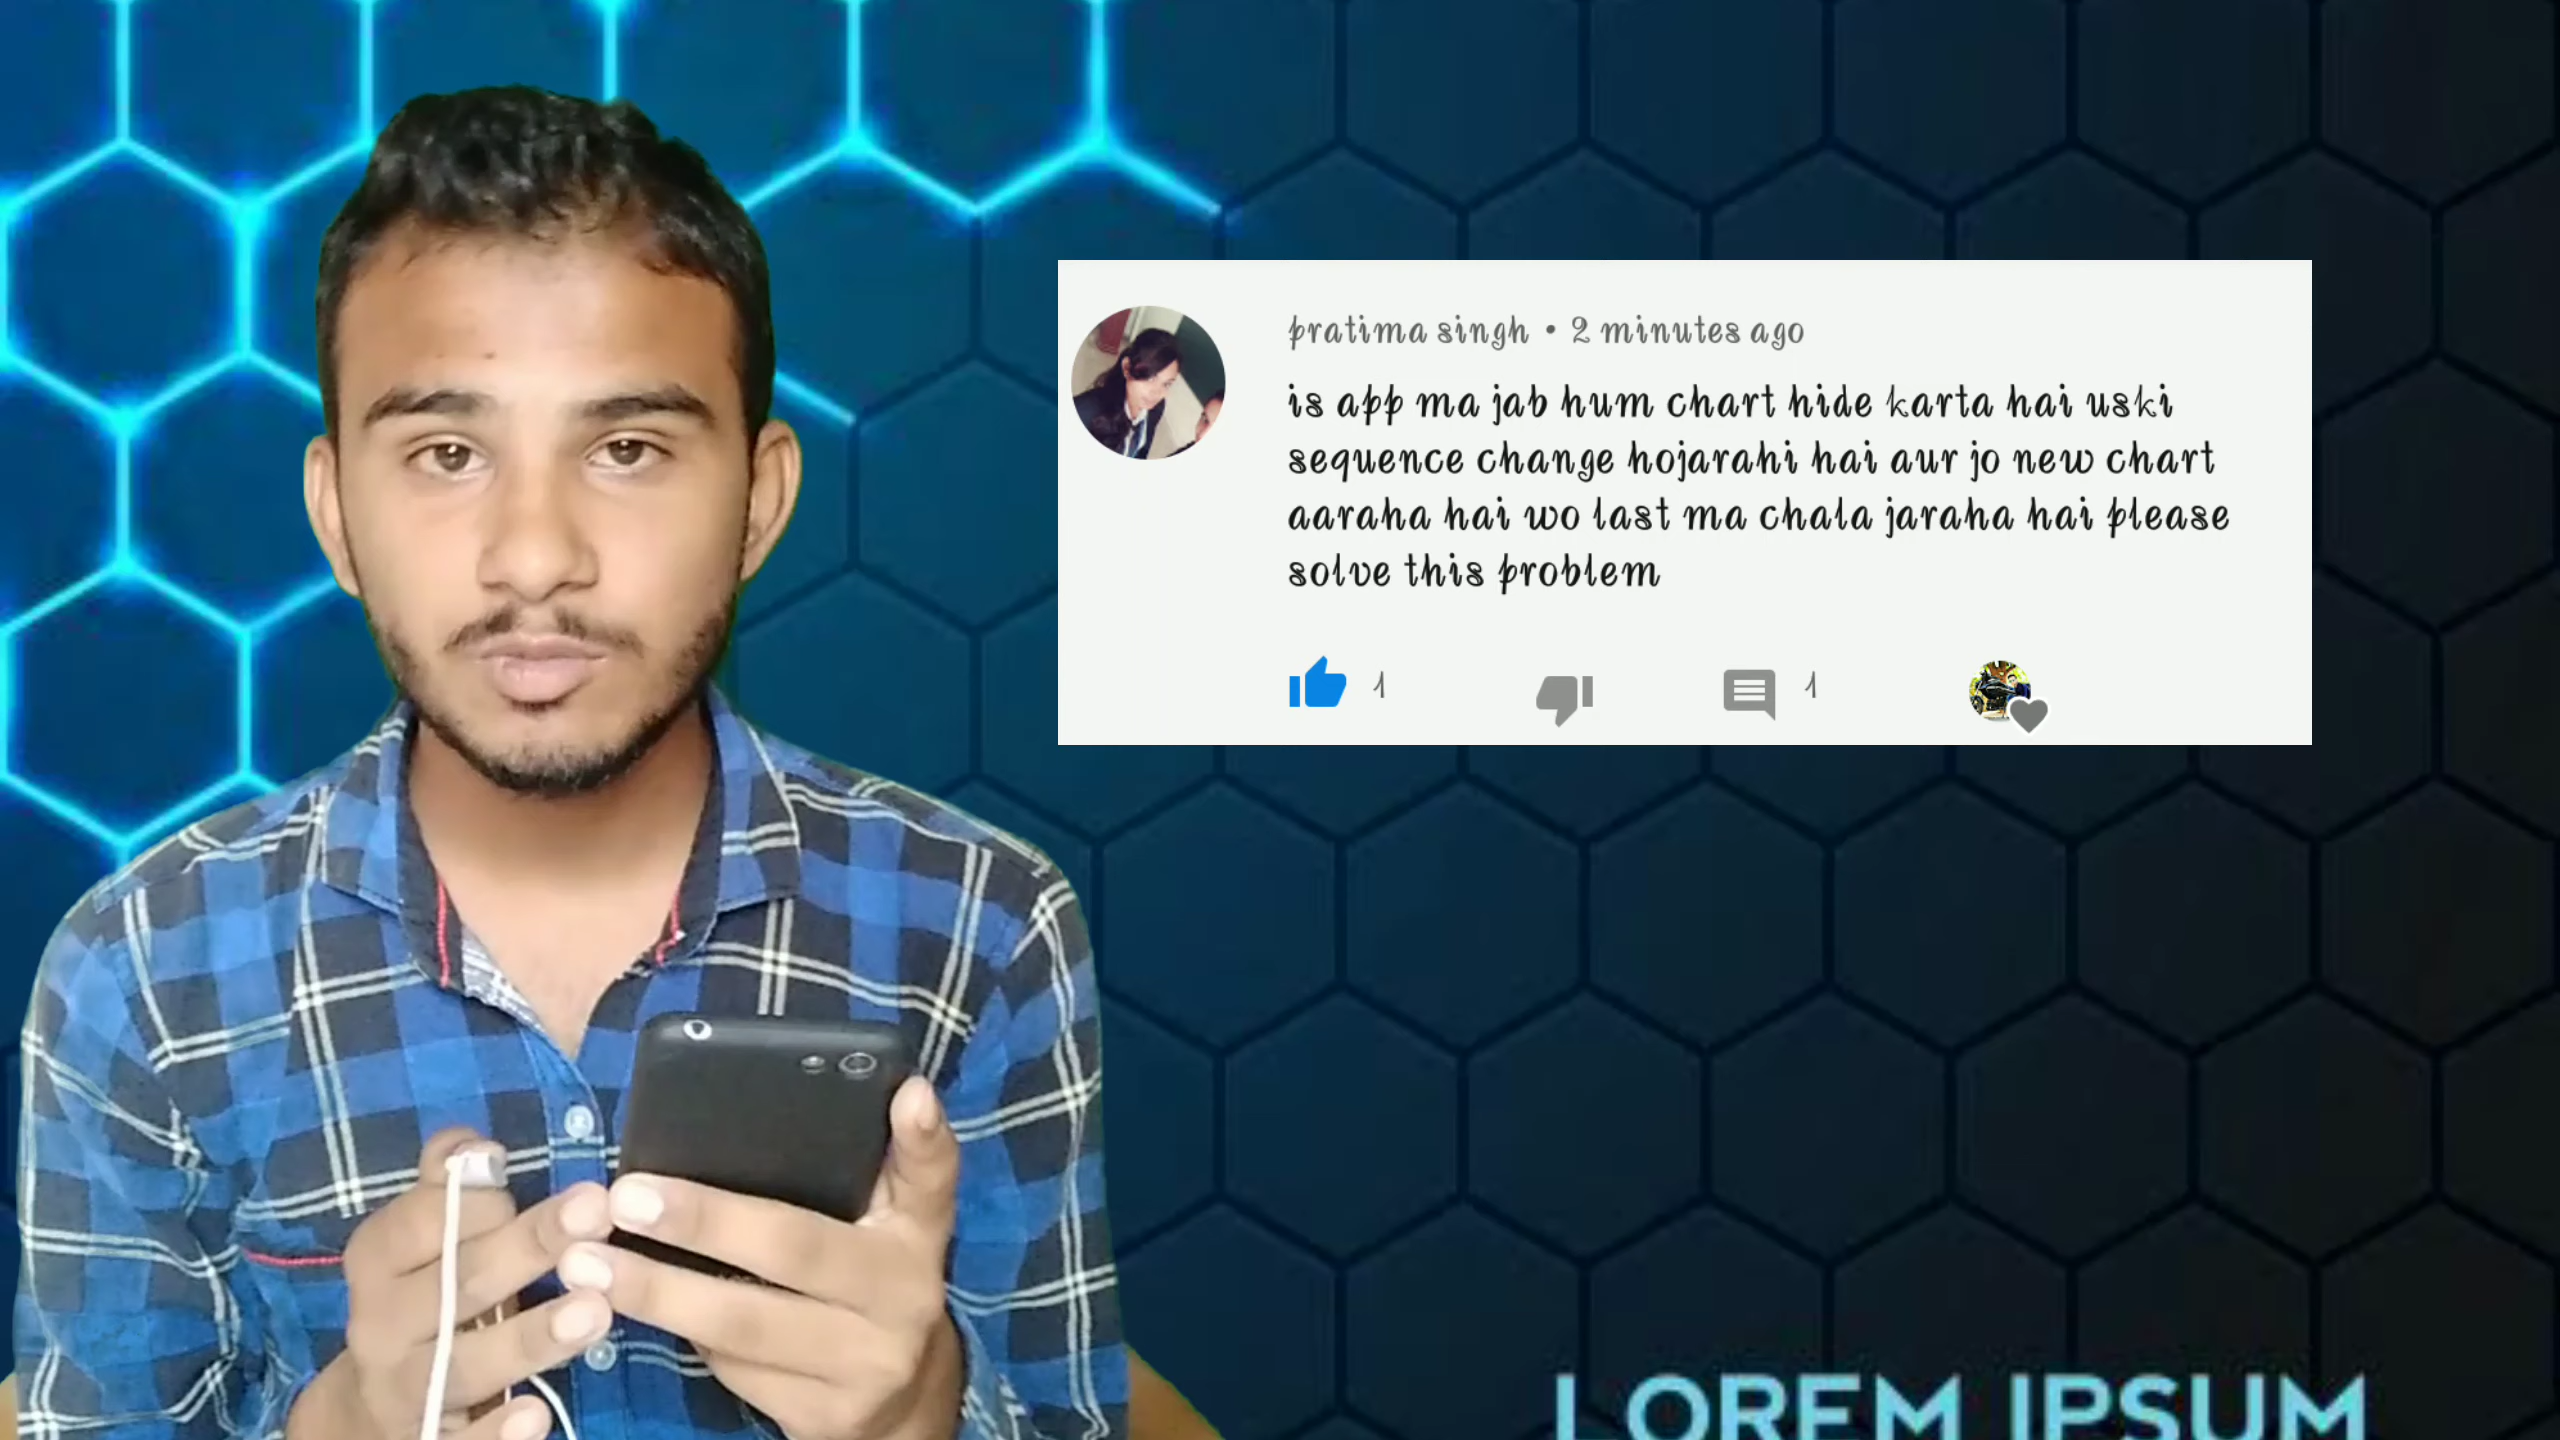 pratima singh • 2 minutes ago
is app ma jab hum chart hide karta hai uski
sequence change hojarahi hai aur jo new chart
aaraha hai wo last ma chala jaraha hai please
solve this problem
1
1
LOREM IPSUM